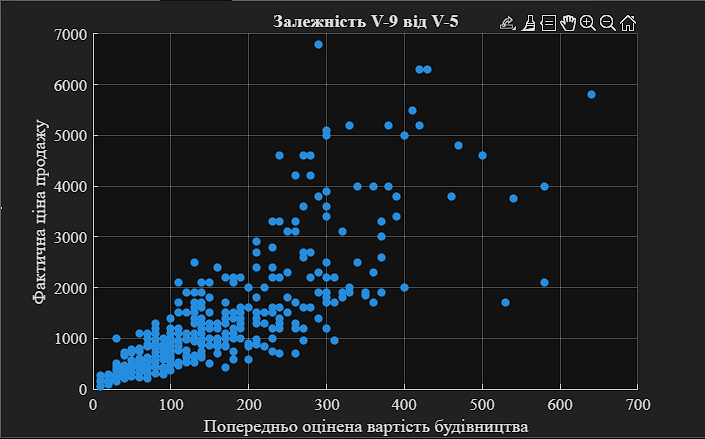 Залежність V-9 від V-5
7000
6000
5000
4000
3000
2000
1000
0
Фактична ціна продажу
0 100 200 300 400 500 600 700
Попередньо оцінена вартість будівництва